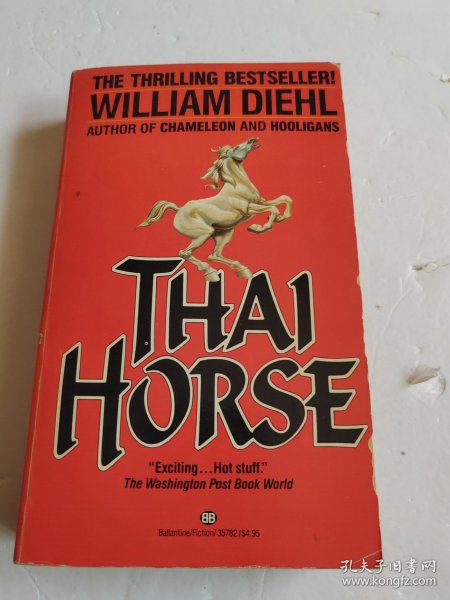 THE THRILLING BESTSELLER!
WILLIAM DIEHL
AUTHOR OF CHAMELEON AND HOOLIGANS
THAI
HORSE
“Exciting...Hot stuff.”
The Washington Post Book World
BB
Ballantine/Fiction/35782/$4.95
孔夫子旧书网
www.kongfz.com